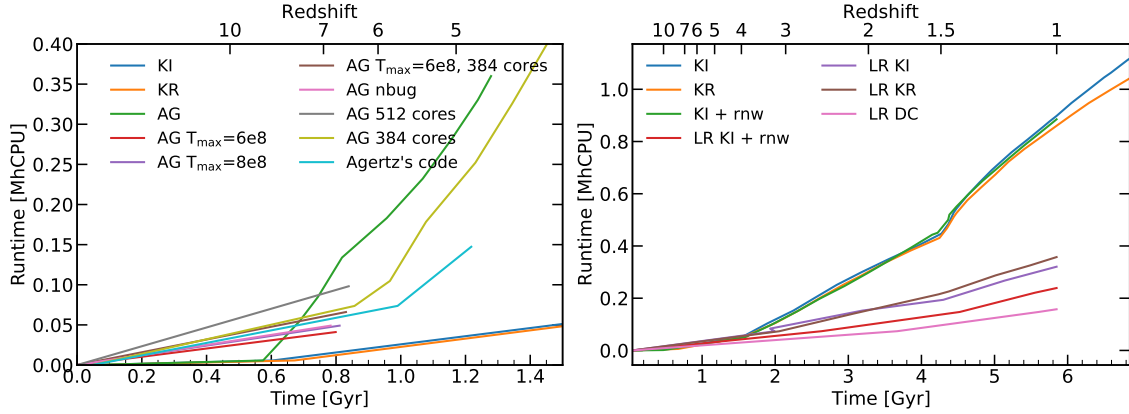 Redshift
10 7 6 5
0.40
0.35
0.30
0.25
0.20
0.15
0.10
0.05
0.00
Runtime [MhCPU]
KI
KR
AG
AG Tmax=6e8
AG Tmax=8e8
AG Tmax=6e8, 384 cores
AG nbug
AG 512 cores
AG 384 cores
Agertz's code
0.0 0.2 0.4 0.6 0.8 1.0 1.2 1.4
Time [Gyr]
Redshift
10 7 6 5 4 3 2 1.5 1
1.0
0.8
0.6
0.4
0.2
0.0
Runtime [MhCPU]
KI
KR
KI + rnw
LR KI + rnw
LR KI
LR KR
LR DC
1 2 3 4 5 6
Time [Gyr]